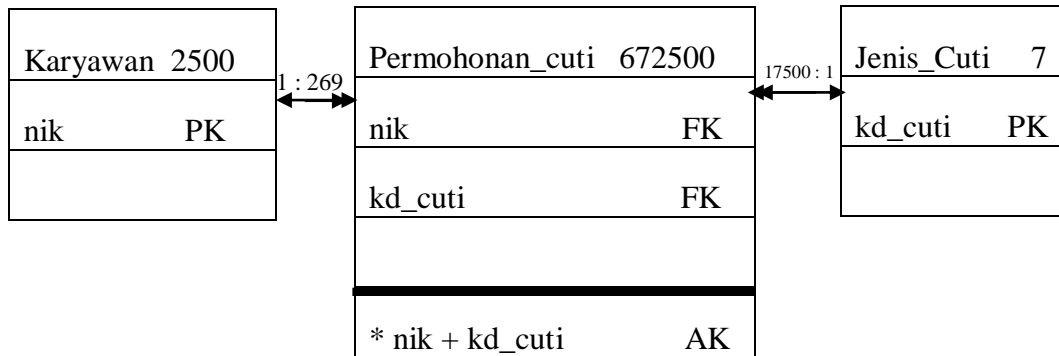 Karyawan 2500
nik PK
1 : 269
Permohonan_cuti 672500
nik FK
kd_cuti FK
* nik + kd_cuti AK
17500 : 1
Jenis_Cuti 7
kd_cuti PK